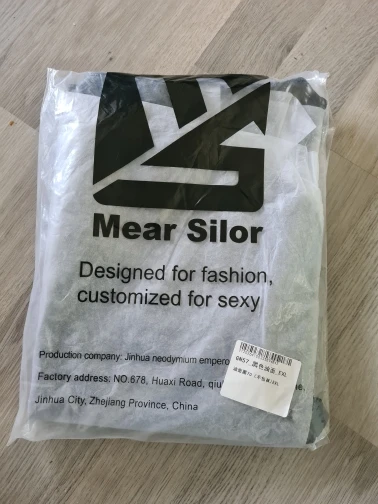 Mear Silor
Designed for fashion,
customized for sexy
Production company: Jinhua neodymium empero
Factory address: NO.678, Huaxi Road, qiu
Jinhua City, Zhejiang Province, China